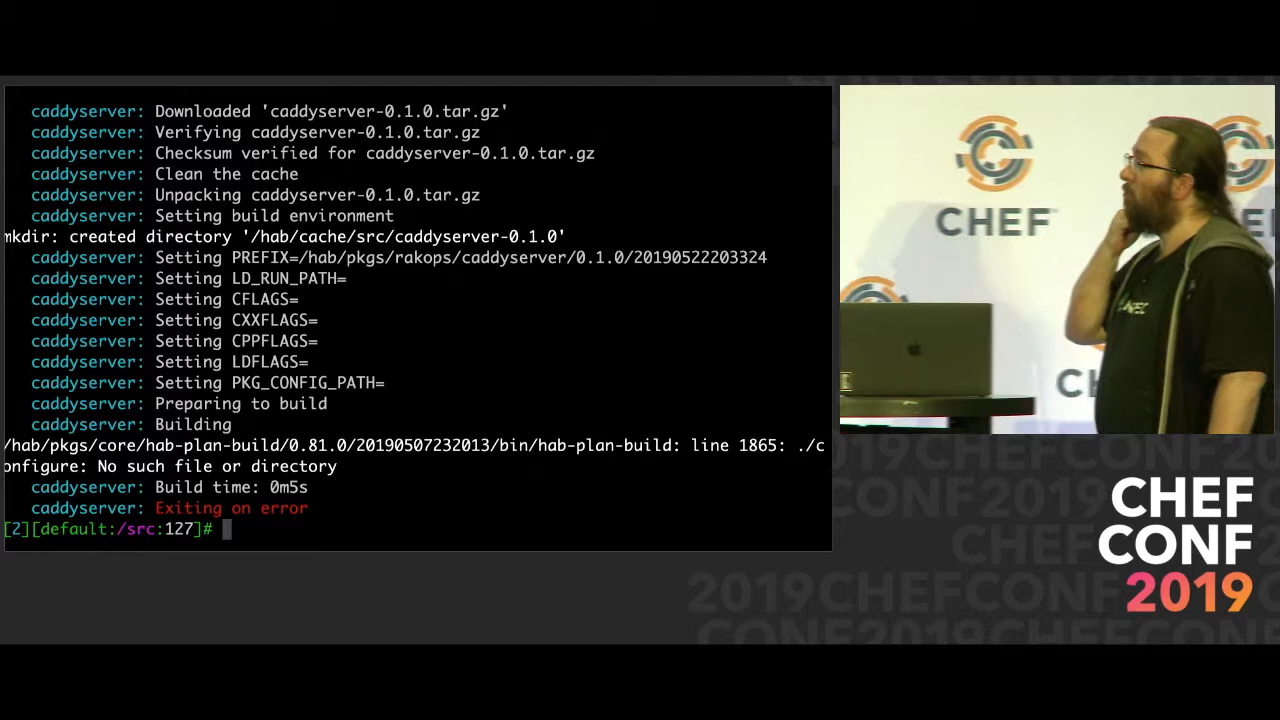 caddyserver: Downloaded 'caddyserver-0.1.0.tar.gz'
caddyserver: Verifying caddyserver-0.1.0.tar.gz
caddyserver: Checksum verified for caddyserver-0.1.0.tar.gz
caddyserver: Clean the cache
caddyserver: Unpacking caddyserver-0.1.0.tar.gz
caddyserver: Setting build environment
mkdir: created directory '/hab/cache/src/caddyserver-0.1.0'
caddyserver: Setting PREFIX=/hab/pkgs/rakops/caddyserver/0.1.0/20190522203324
caddyserver: Setting LD_RUN_PATH=
caddyserver: Setting CFLAGS=
caddyserver: Setting CXXFLAGS=
caddyserver: Setting CPPFLAGS=
caddyserver: Setting LDFLAGS=
caddyserver: Setting PKG_CONFIG_PATH=
caddyserver: Preparing to build
caddyserver: Building
/hab/pkgs/core/hab-plan-build/0.81.0/20190507232013/bin/hab-plan-build: line 1865: ./c
onfigure: No such file or directory
caddyserver: Build time: 0m5s
caddyserver: Exiting on error
[2][default:/src:127]#
CHEF
CH
CHEF
CONF
2019
2019CHEFCONF2019
CONF2019CHEF
CHEFCONF2
2019CHEFCONF2019CHE
CONF2019CHEFCONF2019